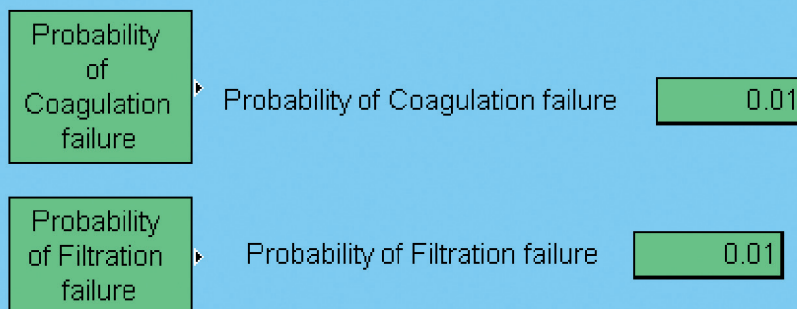 Probability
of
Coagulation
failure
Probability of Coagulation failure
0.01
Probability
of Filtration
failure
Probability of Filtration failure
0.01